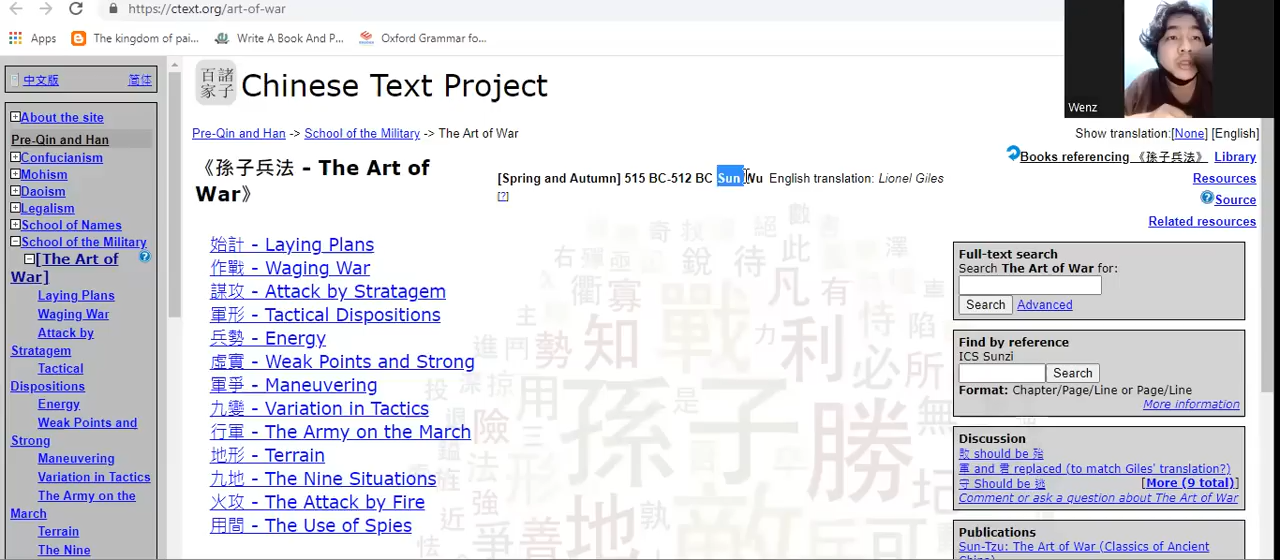 https://ctext.org/art-of-war
Apps
The kingdom of pai...
Write A Book And P...
Oxford Grammar fo...
Wenz
中文版 简体
About the site
Pre-Qin and Han
Confucianism
Mohism
Daoism
Legalism
School of Names
School of the Military
[The Art of
War]
Laying Plans
Waging War
Attack by
Stratagem
Tactical
Dispositions
Energy
Weak Points and
Strong
Maneuvering
Variation in Tactics
The Army on the
March
Terrain
The Nine
諸子
百家
Chinese Text Project
Pre-Qin and Han -> School of the Military -> The Art of War
Show translation:[None] [English]
《孫子兵法 - The Art of
War》
[Spring and Autumn] 515 BC-512 BC Sun Wu English translation: Lionel Giles
[?]
Books referencing 《孫子兵法》 Library
Resources
Source
Related resources
始計 - Laying Plans
作戰 - Waging War
謀攻 - Attack by Stratagem
軍形 - Tactical Dispositions
兵勢 - Energy
虛實 - Weak Points and Strong
軍爭 - Maneuvering
九變 - Variation in Tactics
行軍 - The Army on the March
地形 - Terrain
九地 - The Nine Situations
火攻 - The Attack by Fire
用間 - The Use of Spies
Full-text search
Search The Art of War for:
Search Advanced
Find by reference
ICS Sunzi
Search
Format: Chapter/Page/Line or Page/Line
More information
Discussion
should be
軍 and 君 replaced (to match Giles' translation?)
守 Should be
[More (9 total)]
Comment or ask a question about The Art of War
Publications
Sun-Tzu: The Art of War (Classics of Ancient